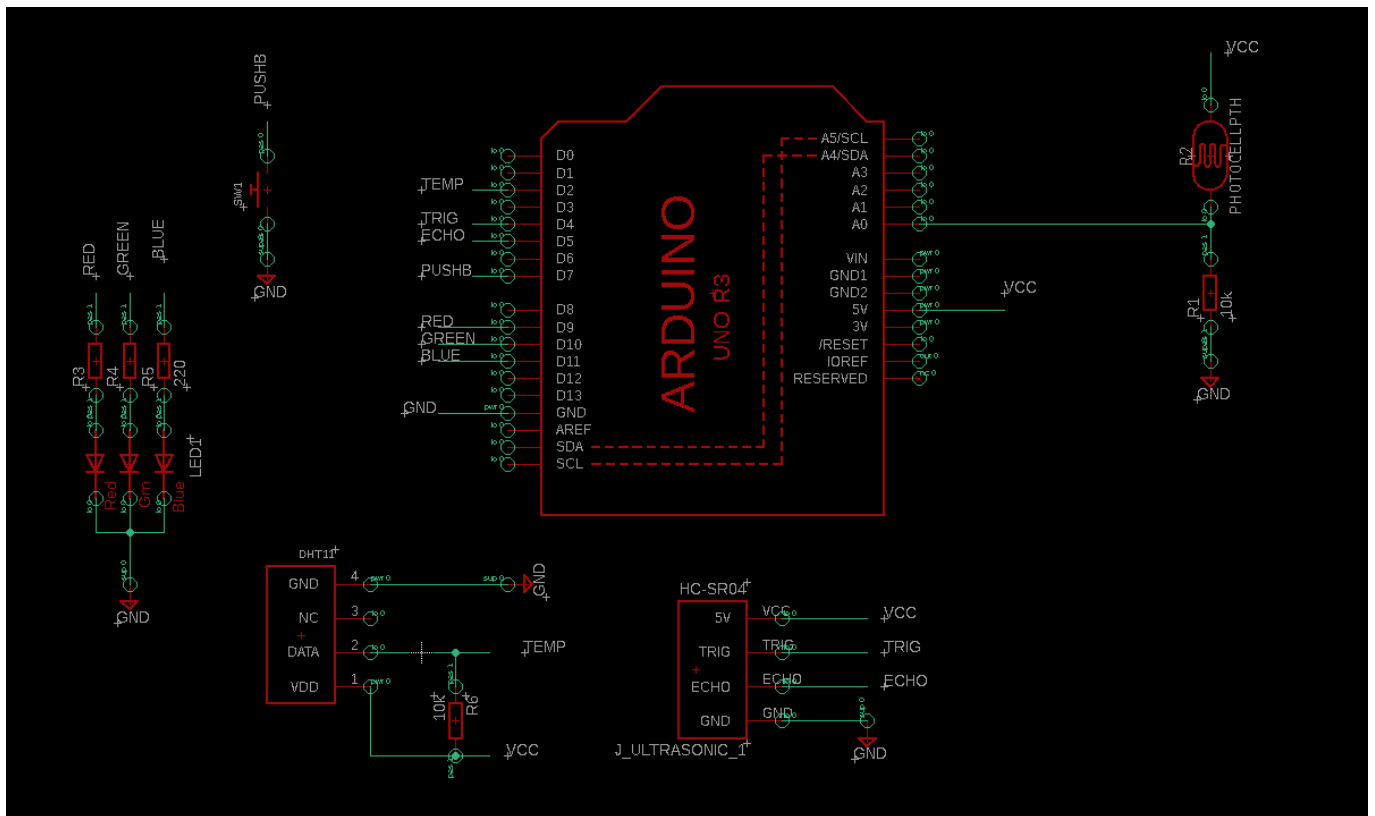 VCC
PUSHB
PHOTOCELLPTH
R2
SW1
GND
RED
GREEN
BLUE
R3
R4
R5
220
LED1
Red
Grn
Blue
GND
TEMP
TRIG
ECHO
PUSHB
RED
GREEN
BLUE
GND
D0
D1
D2
D3
D4
D5
D6
D7
D8
D9
D10
D11
D12
D13
GND
AREF
SDA
SCL
ARDUINO
UNO R3
A5/SCL
A4/SDA
A3
A2
A1
A0
VIN
GND1
GND2
5V
3V
/RESET
IOREF
RESERVED
VCC
R1
10k
GND
DHT11
GND 4
NC 3
DATA 2
VDD 1
GND
TEMP
10k
R6
VCC
HC-SR04
5V VCC
TRIG TRIG
ECHO ECHO
GND GND
VCC
TRIG
ECHO
GND
J_ULTRASONIC_1